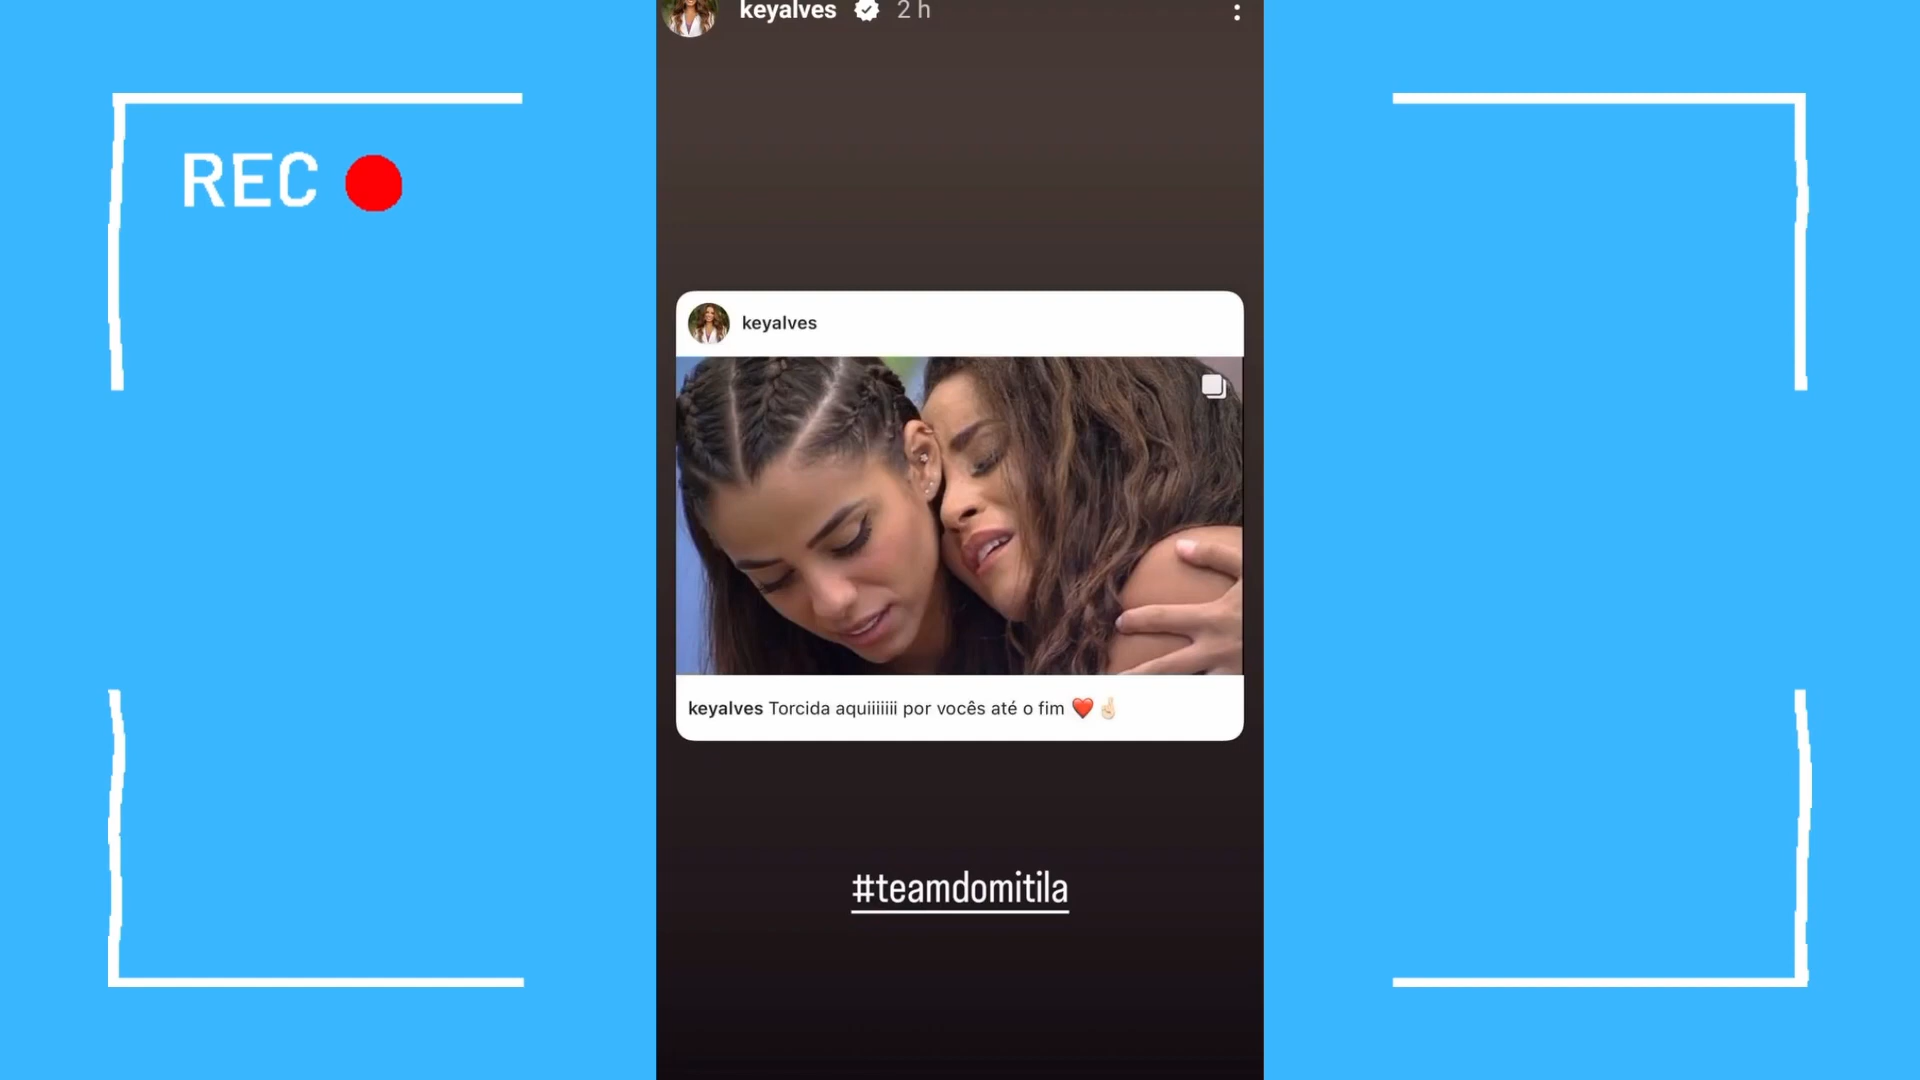 keyalves 2 h
REC
keyalves
keyalves Torcida aquiiiiiii por vocês até o fim ❤️🤞🏻
#teamdomitila